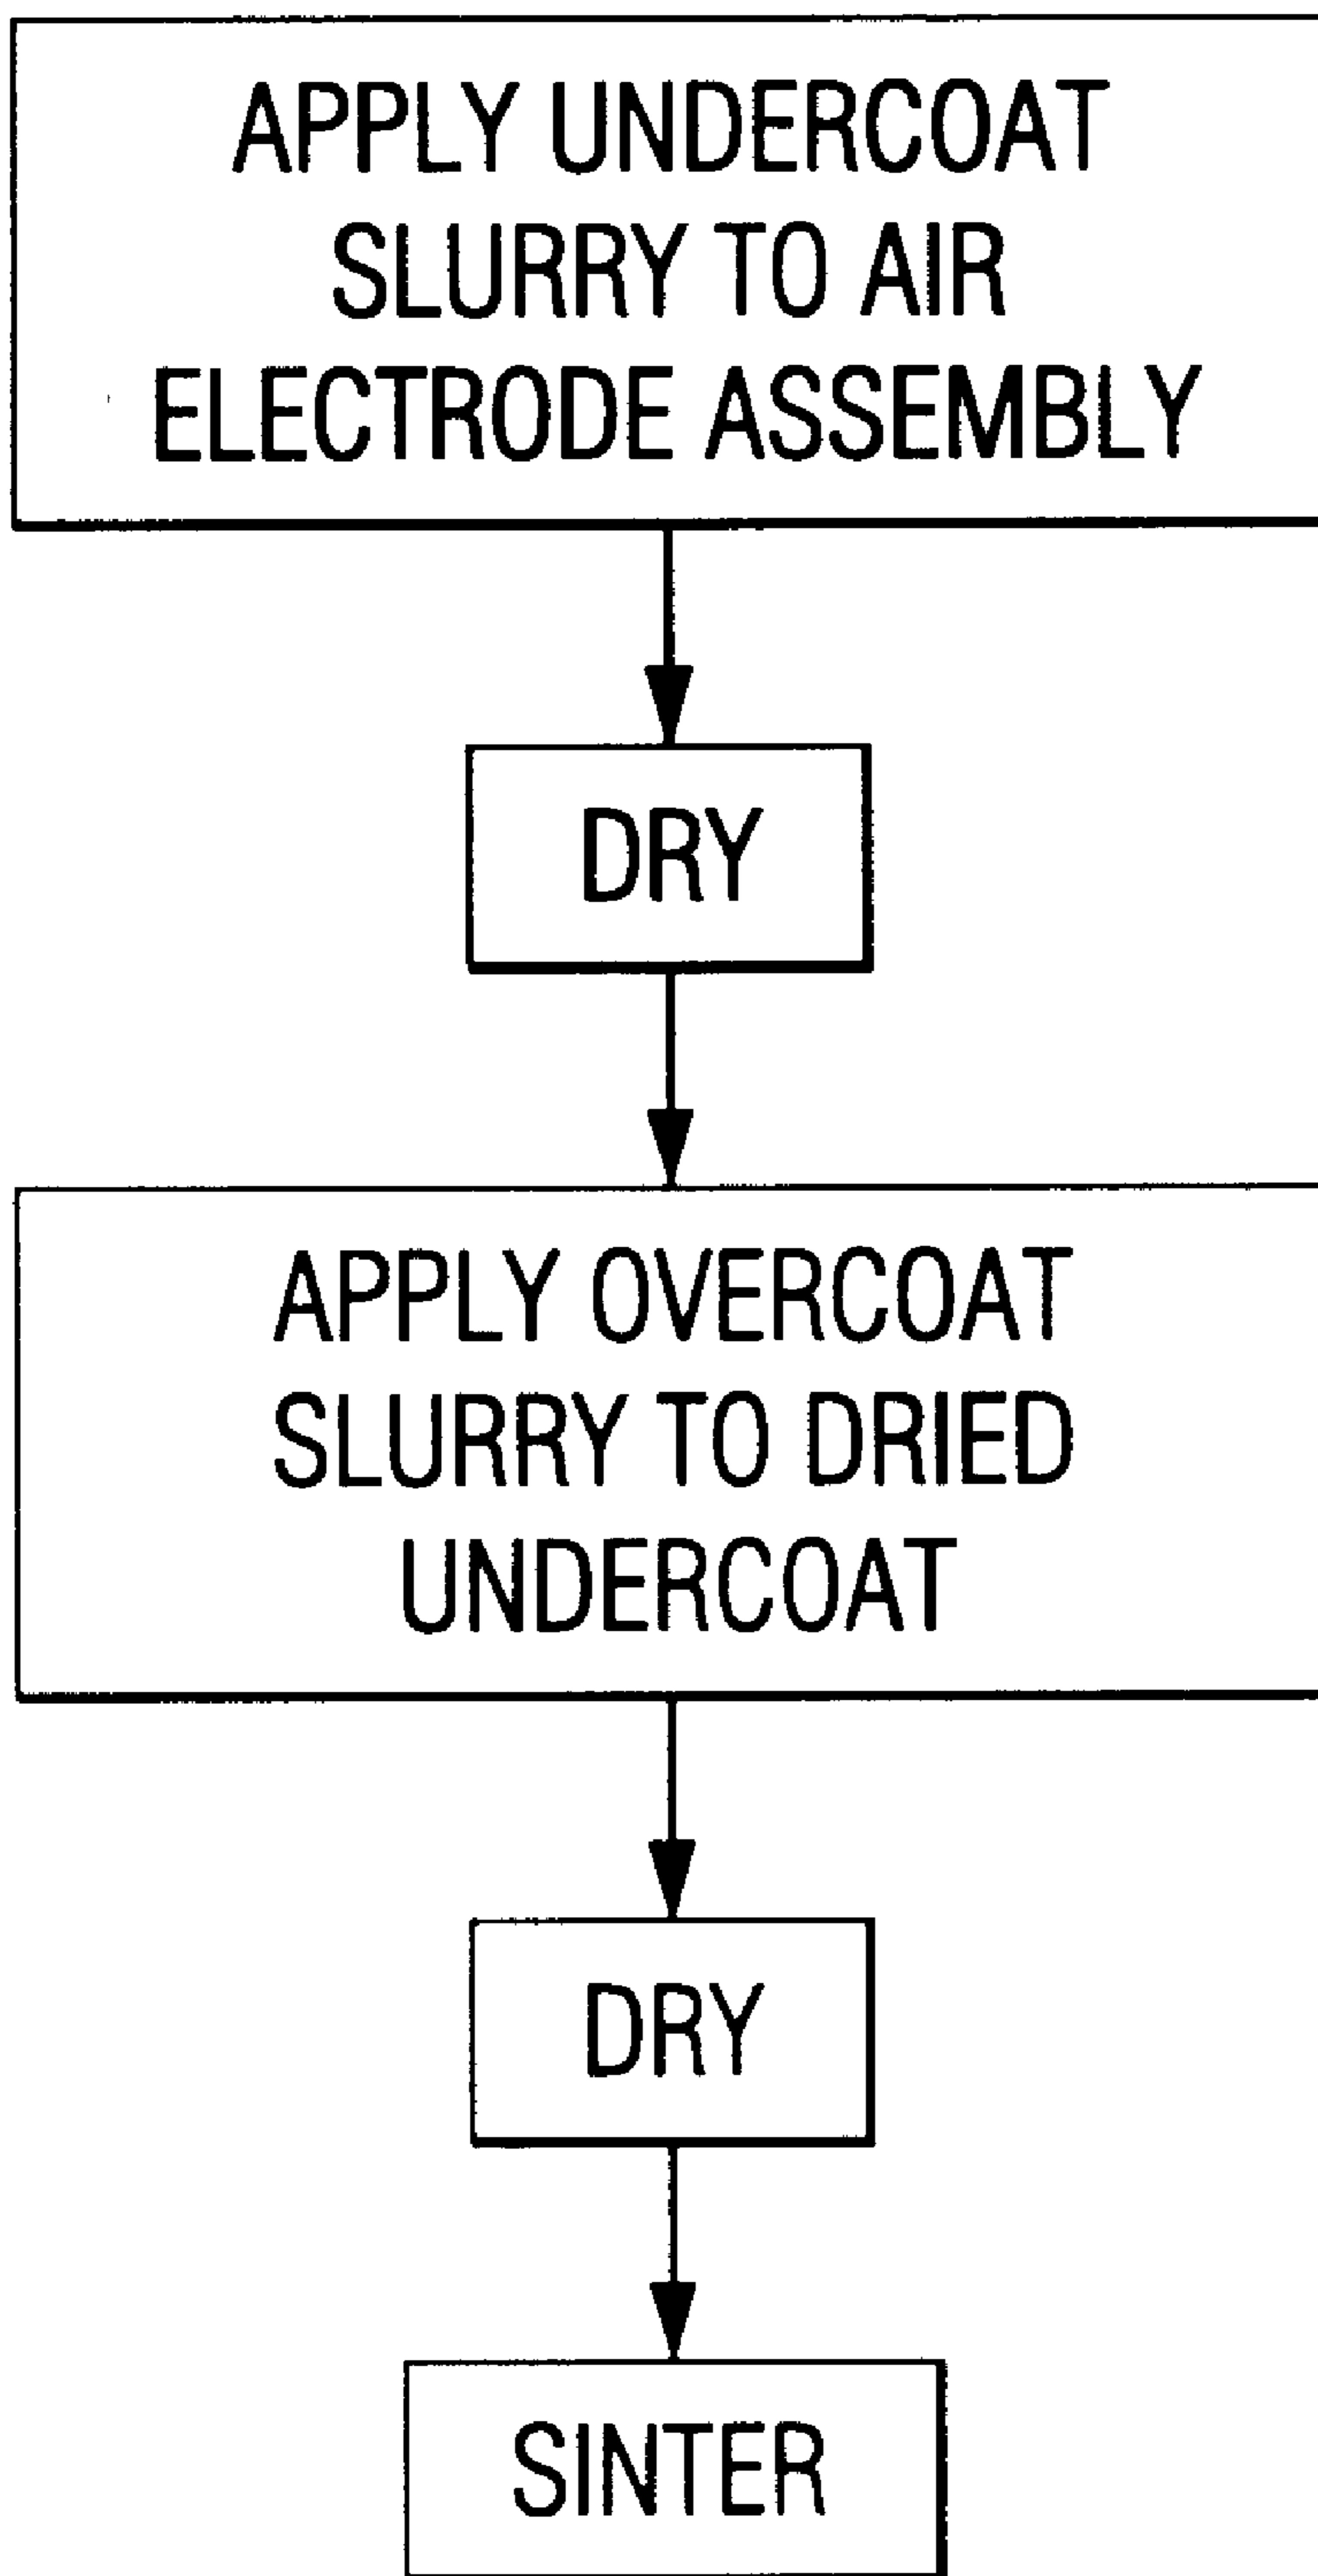 APPLY UNDERCOAT
SLURRY TO AIR
ELECTRODE ASSEMBLY
DRY
APPLY OVERCOAT
SLURRY TO DRIED
UNDERCOAT
DRY
SINTER